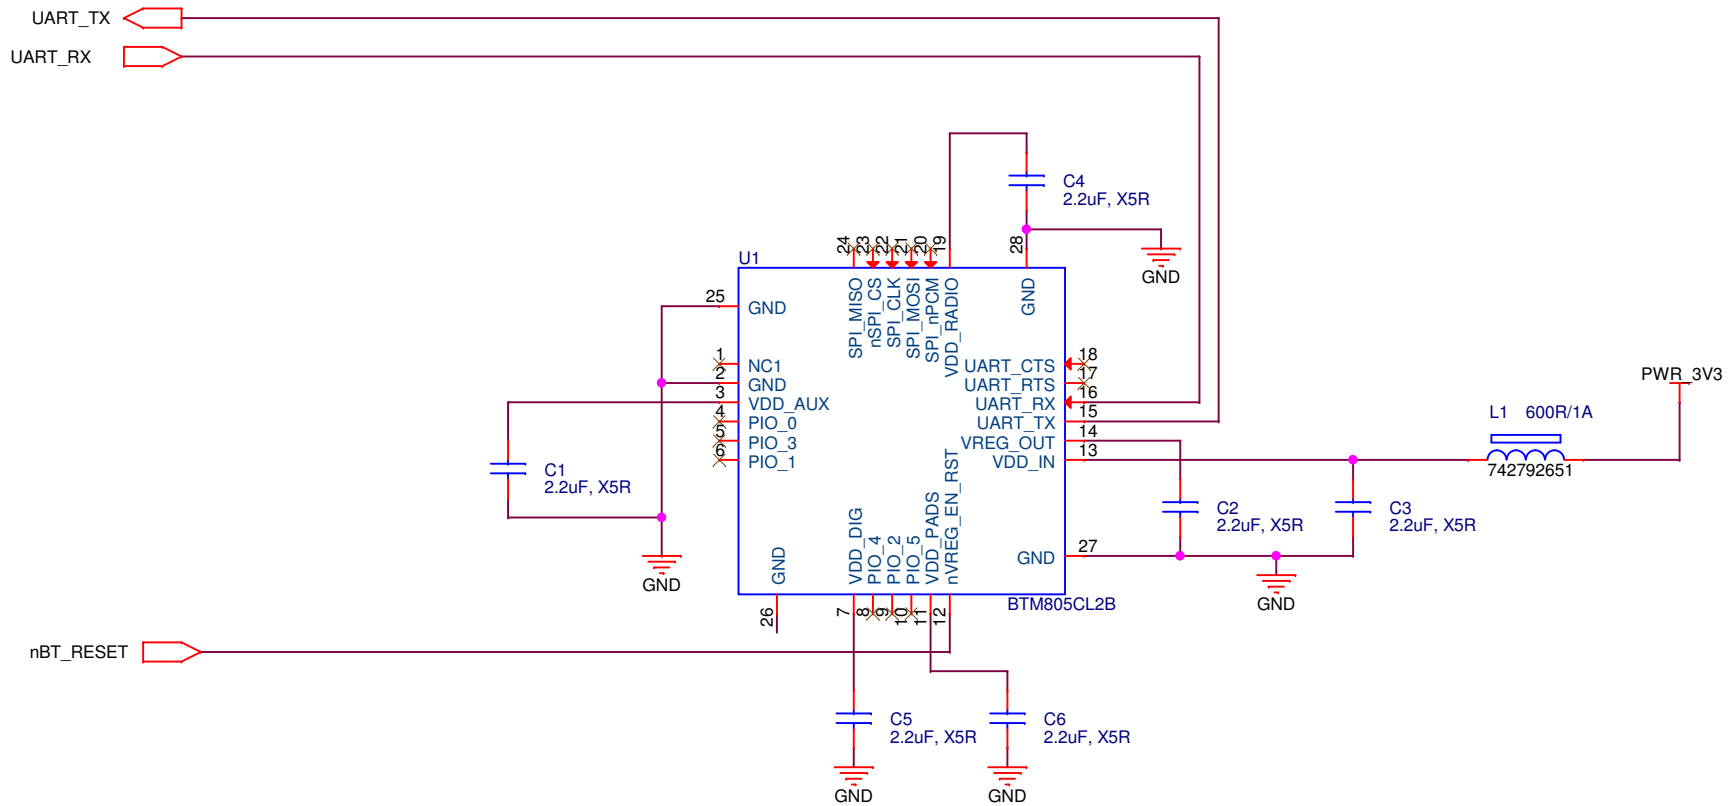 UART_TX
UART_RX
C4
2.2uF, X5R
24
23
22
21
20
19
28
GND
U1
SPI_MISO
nSPI_CS
SPI_CLK
SPI_MOSI
SPI_nPCM
VDD_RADIO
GND
25 GND
1 NC1
2 GND
3 VDD_AUX
4 PIO_0
5 PIO_3
6 PIO_1
UART_CTS 18
UART_RTS 17
UART_RX 16
UART_TX 15
VREG_OUT 14
VDD_IN 13
GND 27
PWR_3V3
L1 600R/1A
742792651
C1
2.2uF, X5R
C2
2.2uF, X5R
C3
2.2uF, X5R
GND
GND
VDD_DIG
PIO_4
PIO_2
PIO_5
VDD_PADS
nVREG_EN_RST
GND
BTM805CL2B
26
7
8
9
10
11
12
nBT_RESET
C5
2.2uF, X5R
C6
2.2uF, X5R
GND
GND